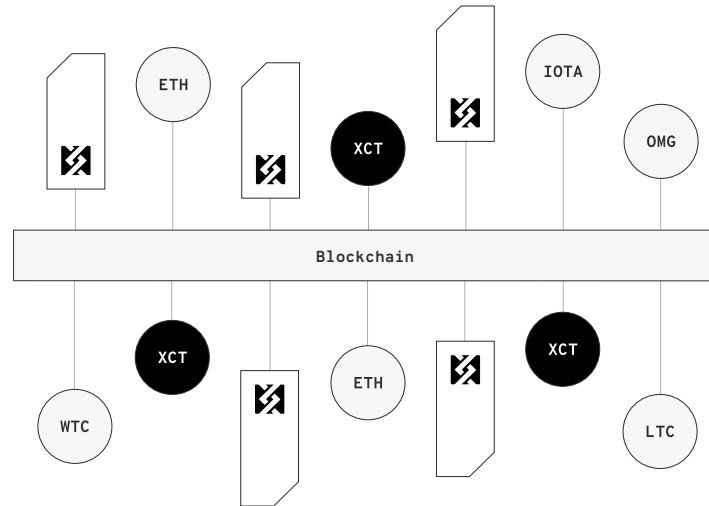 ETH
XCT
IOTA
OMG
Blockchain
WTC
XCT
ETH
XCT
LTC